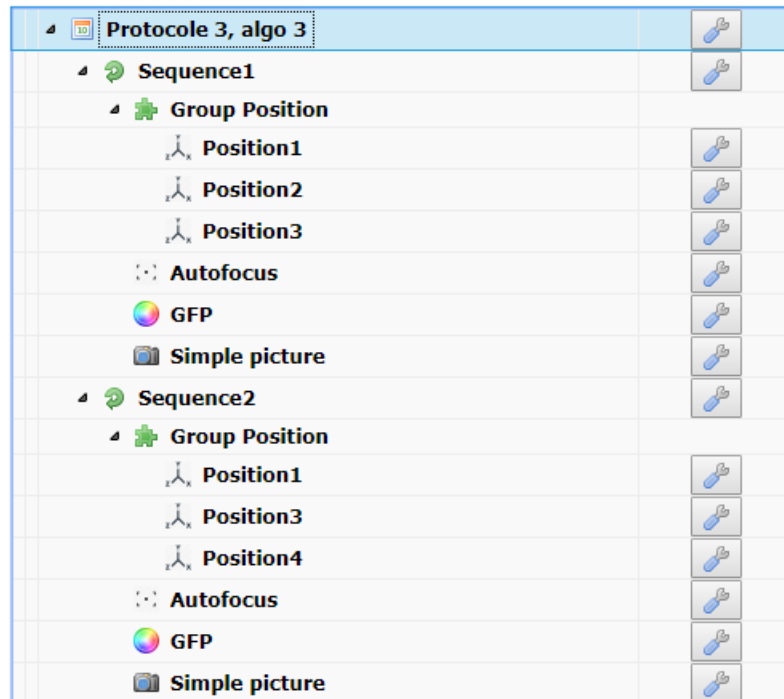 Protocole 3, algo 3
Sequence1
Group Position
Position1
Position2
Position3
Autofocus
GFP
Simple picture
Sequence2
Group Position
Position1
Position3
Position4
Autofocus
GFP
Simple picture